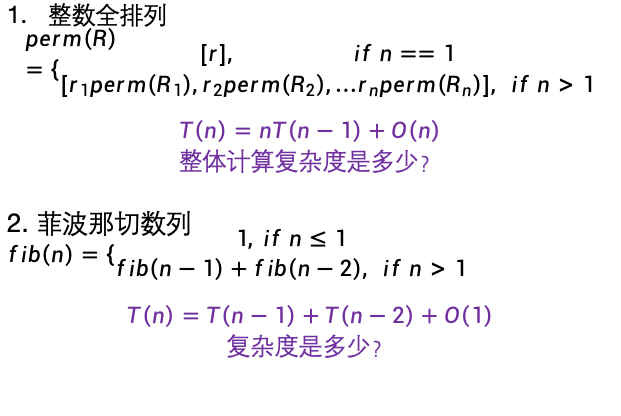 1. 整数全排列
perm(R)
= {
[r], if n == 1
[r₁perm(R₁), r₂perm(R₂), …rₙperm(Rₙ)], if n > 1
T(n) = nT(n − 1) + O(n)
整体计算复杂度是多少?
2. 菲波那切数列
fib(n) = {
1, if n ≤ 1
fib(n − 1) + fib(n − 2), if n > 1
T(n) = T(n − 1) + T(n − 2) + O(1)
复杂度是多少?